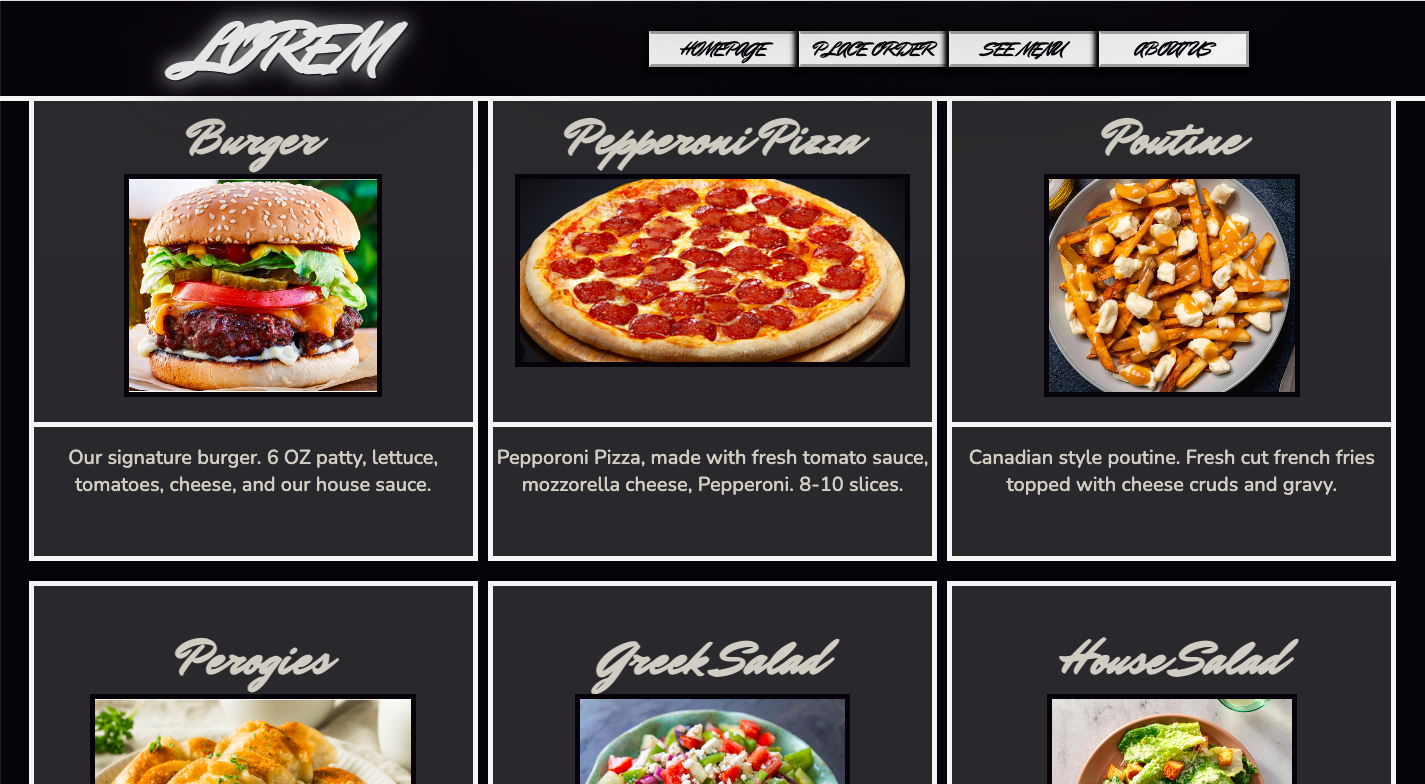 LOREM
HOMEPAGE
PLACE ORDER
SEE MENU
ABOUT US
Burger
Pepperoni Pizza
Poutine
Our signature burger. 6 OZ patty, lettuce,
tomatoes, cheese, and our house sauce.
Pepporoni Pizza, made with fresh tomato sauce,
mozzorella cheese, Pepperoni. 8-10 slices.
Canadian style poutine. Fresh cut french fries
topped with cheese cruds and gravy.
Perogies
Greek Salad
House Salad